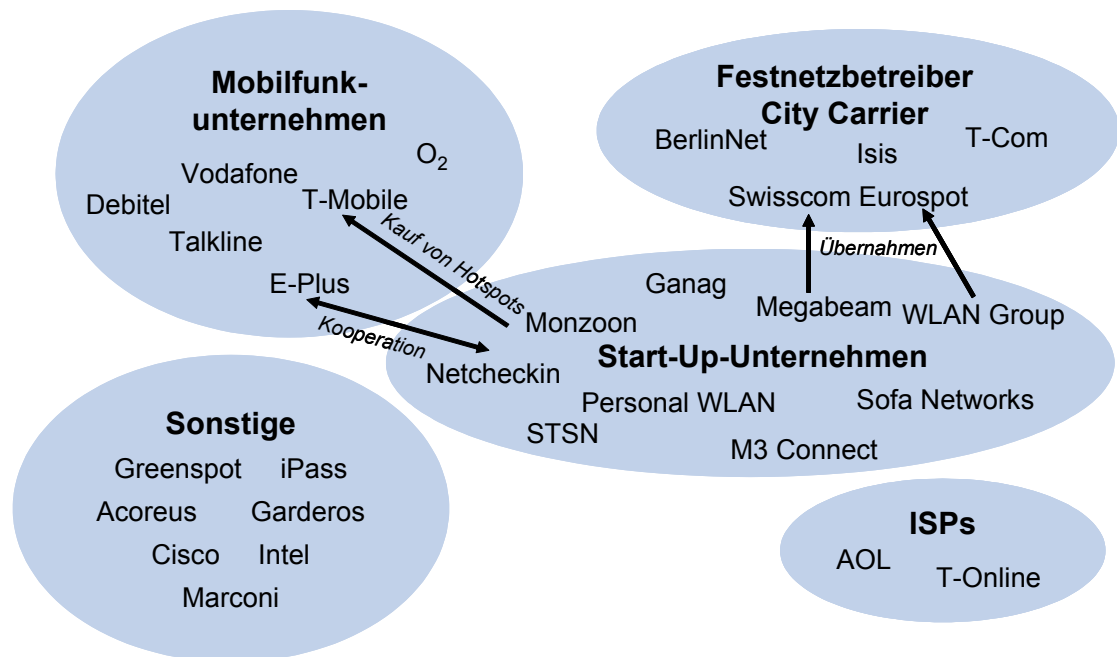 Mobilfunk-
unternehmen
O₂
Vodafone
T-Mobile
Debitel
Talkline
E-Plus
Festnetzbetreiber
City Carrier
BerlinNet
Isis
T-Com
Swisscom Eurospot
Kauf von Hotspots
Kooperation
Übernahmen
Ganag
Megabeam
WLAN Group
Monzoon
Start-Up-Unternehmen
Netcheckin
Personal WLAN
Sofa Networks
STSN
M3 Connect
Sonstige
Greenspot
iPass
Acoreus
Garderos
Cisco
Intel
Marconi
ISPs
AOL
T-Online